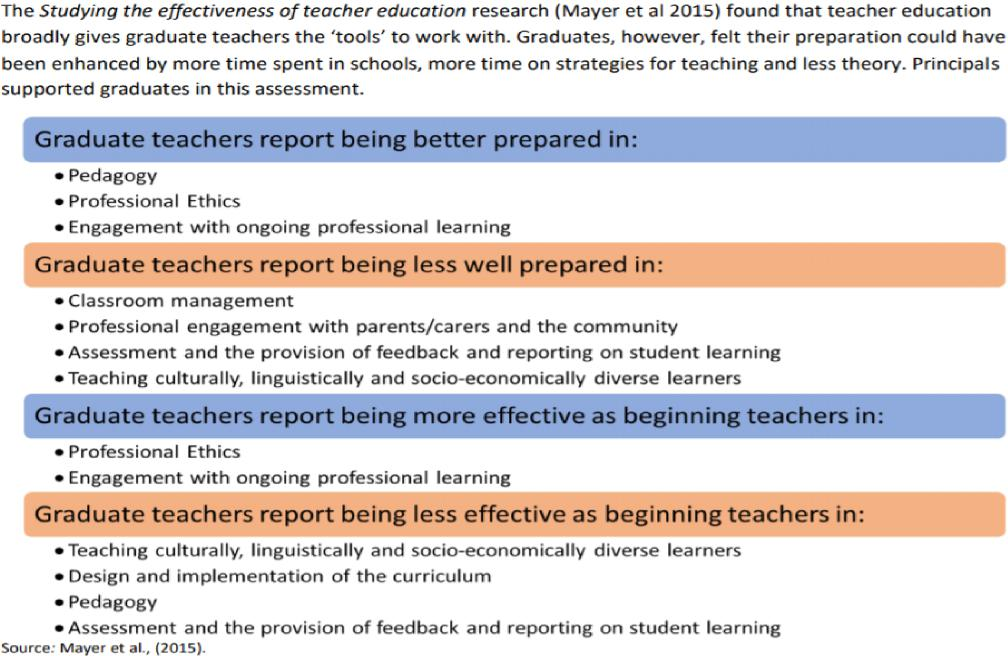 The Studying the effectiveness of teacher education research (Mayer et al 2015) found that teacher education
broadly gives graduate teachers the ‘tools’ to work with. Graduates, however, felt their preparation could have
been enhanced by more time spent in schools, more time on strategies for teaching and less theory. Principals
supported graduates in this assessment.
Graduate teachers report being better prepared in:
• Pedagogy
• Professional Ethics
• Engagement with ongoing professional learning
Graduate teachers report being less well prepared in:
• Classroom management
• Professional engagement with parents/carers and the community
• Assessment and the provision of feedback and reporting on student learning
• Teaching culturally, linguistically and socio-economically diverse learners
Graduate teachers report being more effective as beginning teachers in:
• Professional Ethics
• Engagement with ongoing professional learning
Graduate teachers report being less effective as beginning teachers in:
• Teaching culturally, linguistically and socio-economically diverse learners
• Design and implementation of the curriculum
• Pedagogy
• Assessment and the provision of feedback and reporting on student learning
Source: Mayer et al., (2015).